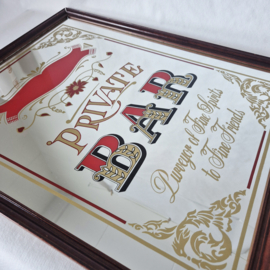 PRIVATE
BAR
Purveyor of Fine Spirits
to Fine Friends